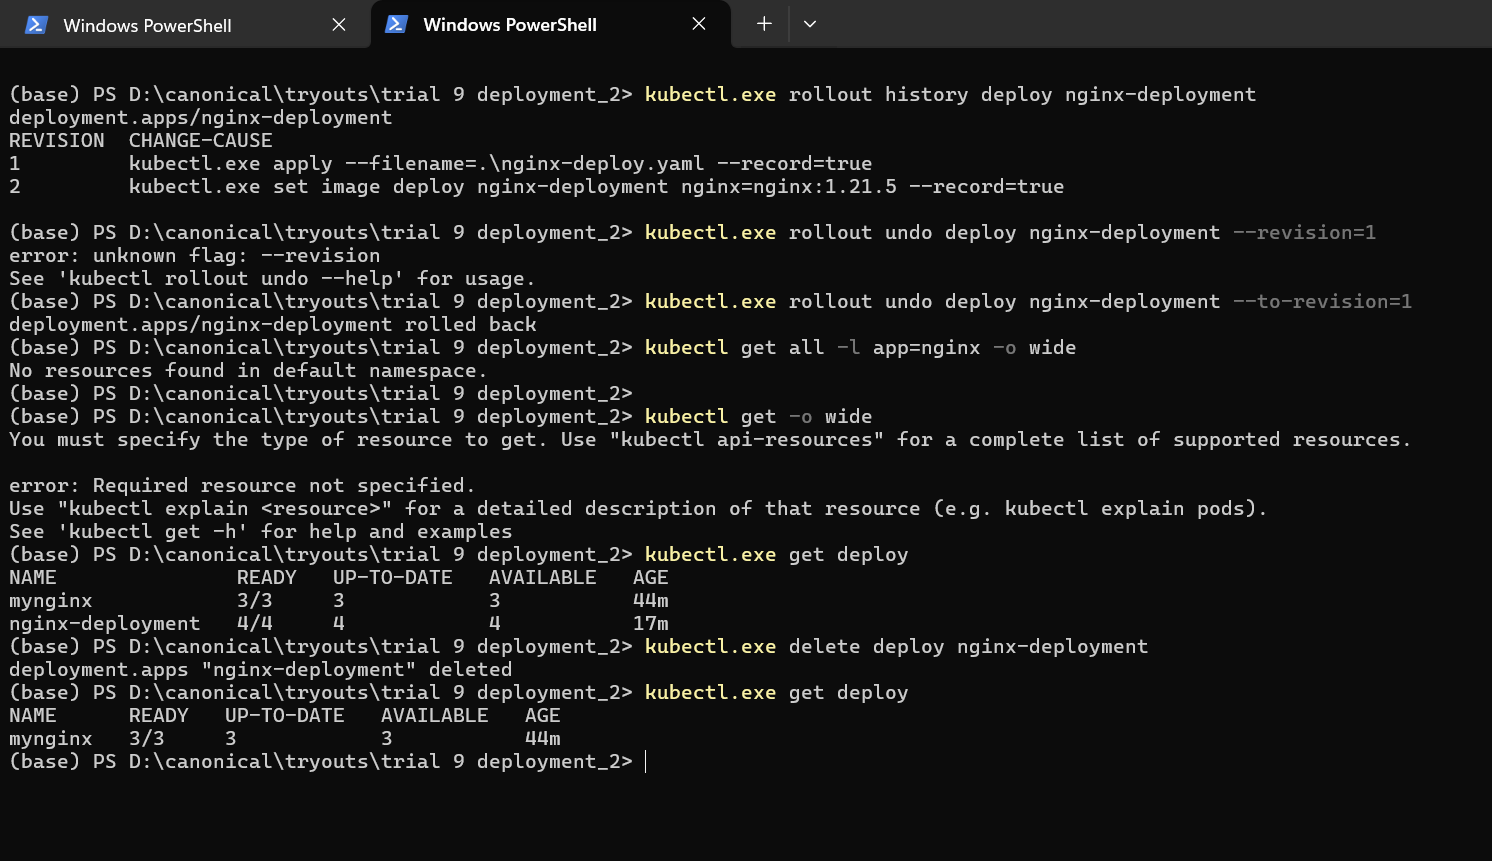 Windows PowerShell
Windows PowerShell
(base) PS D:\canonical\tryouts\trial 9 deployment_2> kubectl.exe rollout history deploy nginx-deployment
deployment.apps/nginx-deployment
REVISION  CHANGE-CAUSE
1         kubectl.exe apply --filename=.\nginx-deploy.yaml --record=true
2         kubectl.exe set image deploy nginx-deployment nginx=nginx:1.21.5 --record=true
(base) PS D:\canonical\tryouts\trial 9 deployment_2> kubectl.exe rollout undo deploy nginx-deployment --revision=1
error: unknown flag: --revision
See 'kubectl rollout undo --help' for usage.
(base) PS D:\canonical\tryouts\trial 9 deployment_2> kubectl.exe rollout undo deploy nginx-deployment --to-revision=1
deployment.apps/nginx-deployment rolled back
(base) PS D:\canonical\tryouts\trial 9 deployment_2> kubectl get all -l app=nginx -o wide
No resources found in default namespace.
(base) PS D:\canonical\tryouts\trial 9 deployment_2>
(base) PS D:\canonical\tryouts\trial 9 deployment_2> kubectl get -o wide
You must specify the type of resource to get. Use "kubectl api-resources" for a complete list of supported resources.
error: Required resource not specified.
Use "kubectl explain <resource>" for a detailed description of that resource (e.g. kubectl explain pods).
See 'kubectl get -h' for help and examples
(base) PS D:\canonical\tryouts\trial 9 deployment_2> kubectl.exe get deploy
NAME               READY   UP-TO-DATE   AVAILABLE   AGE
mynginx            3/3     3            3           44m
nginx-deployment   4/4     4            4           17m
(base) PS D:\canonical\tryouts\trial 9 deployment_2> kubectl.exe delete deploy nginx-deployment
deployment.apps "nginx-deployment" deleted
(base) PS D:\canonical\tryouts\trial 9 deployment_2> kubectl.exe get deploy
NAME      READY   UP-TO-DATE   AVAILABLE   AGE
mynginx   3/3     3            3           44m
(base) PS D:\canonical\tryouts\trial 9 deployment_2>